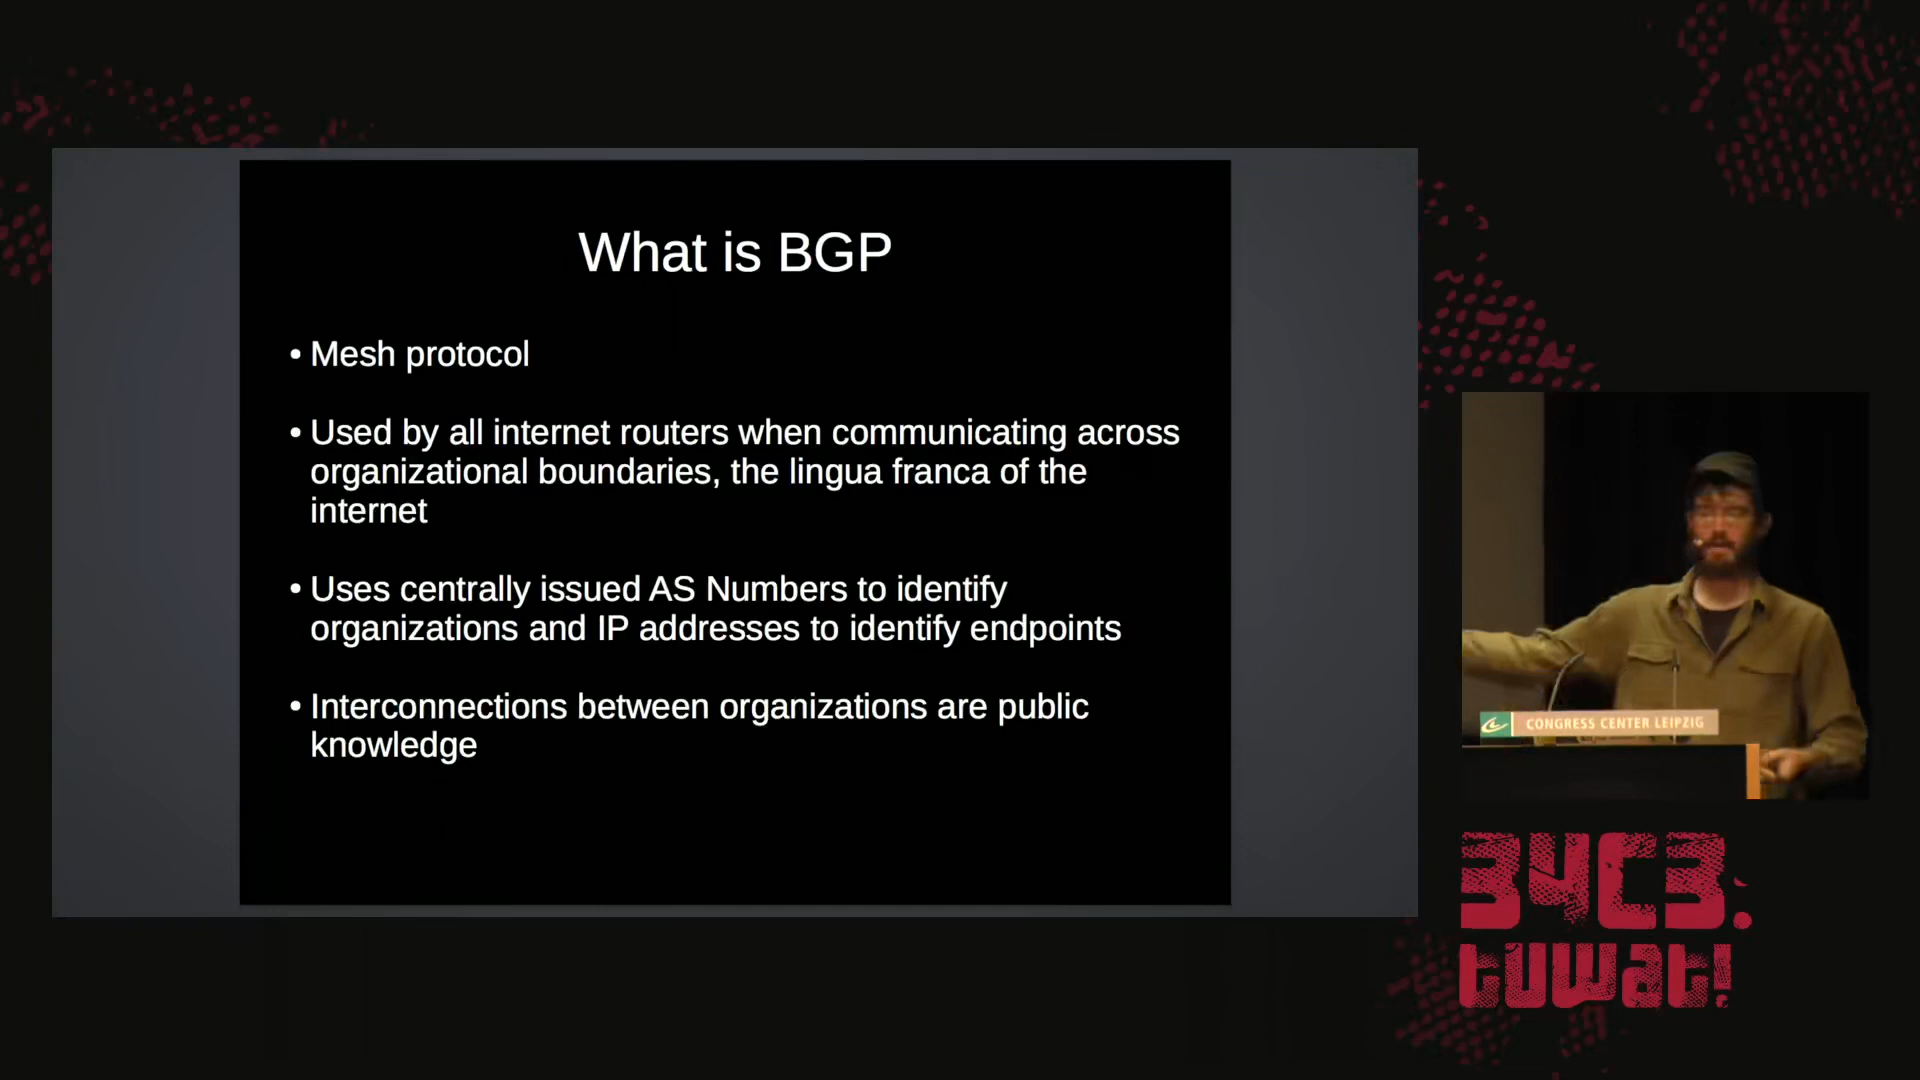 What is BGP
• Mesh protocol
• Used by all internet routers when communicating across
organizational boundaries, the lingua franca of the
internet
• Uses centrally issued AS Numbers to identify
organizations and IP addresses to identify endpoints
• Interconnections between organizations are public
knowledge
CONGRESS CENTER LEIPZIG
34C3.
tuwat!